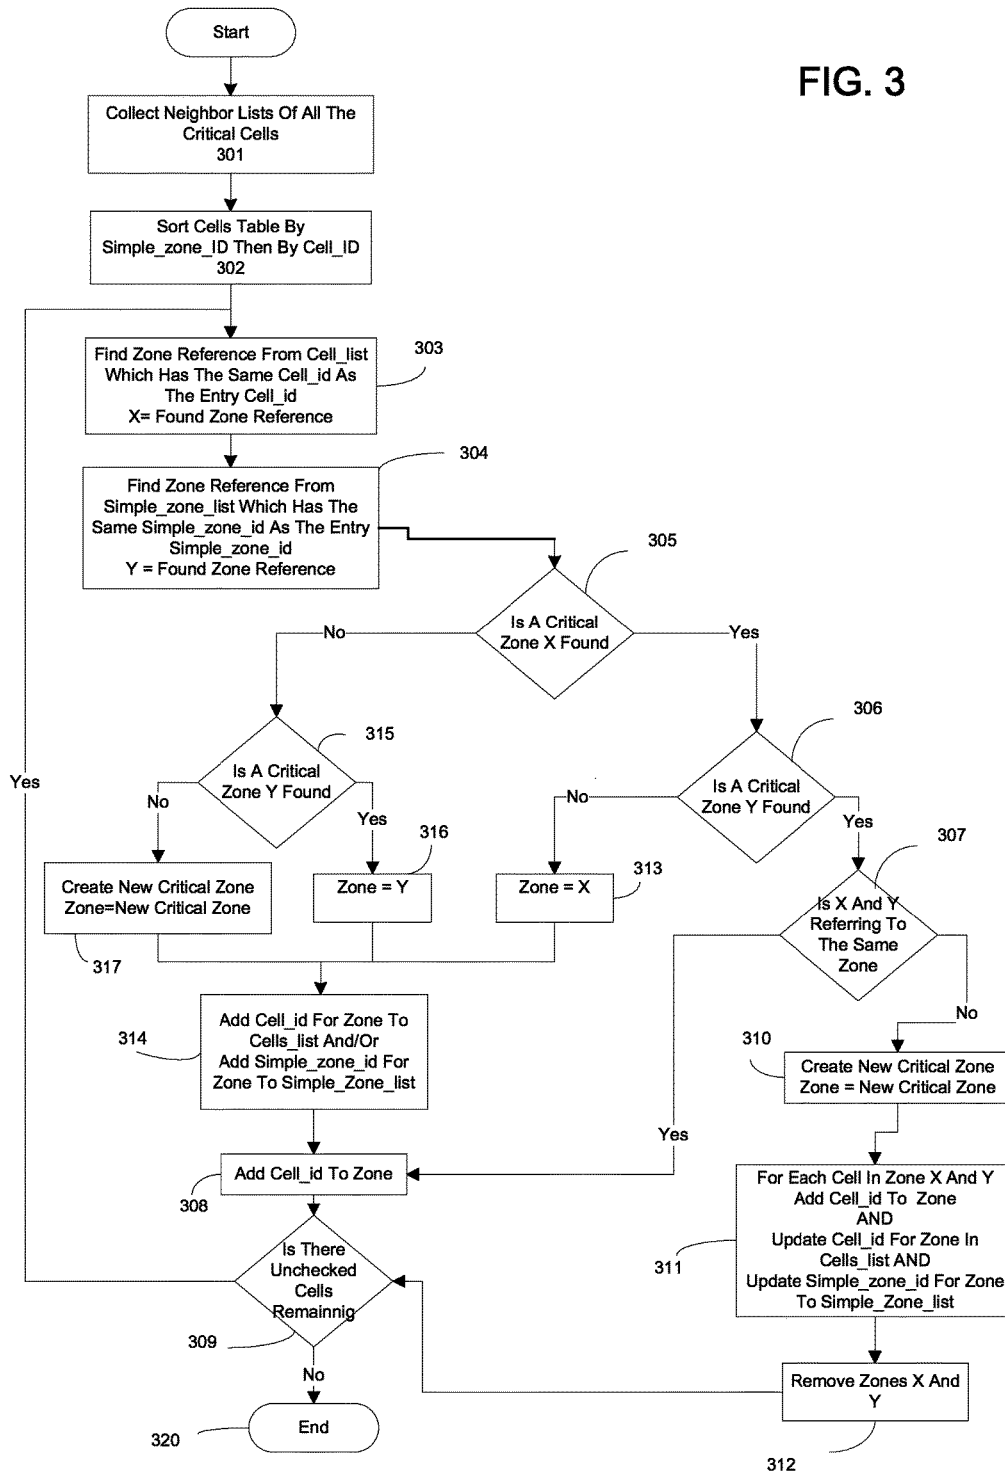 Start
FIG. 3
Collect Neighbor Lists Of All The
Critical Cells
301
Sort Cells Table By
Simple_zone_ID Then By Cell_ID
302
Find Zone Reference From Cell_list
Which Has The Same Cell_id As
The Entry Cell_id
X= Found Zone Reference
303
Find Zone Reference From
Simple_zone_list Which Has The
Same Simple_zone_id As The Entry
Simple_zone_id
Y = Found Zone Reference
304
Is A Critical
Zone X Found
305
No
Yes
Is A Critical
Zone Y Found
315
Is A Critical
Zone Y Found
306
Yes
No
Yes
No
Yes
Create New Critical Zone
Zone=New Critical Zone
317
Zone = Y
316
Zone = X
313
Is X And Y
Referring To
The Same
Zone
307
No
Yes
Add Cell_id For Zone To
Cells_list And/Or
Add Simple_zone_id For
Zone To Simple_Zone_list
314
Create New Critical Zone
Zone = New Critical Zone
310
Add Cell_id To Zone
308
For Each Cell In Zone X And Y
Add Cell_id To Zone
AND
Update Cell_id For Zone In
Cells_list AND
Update Simple_zone_id For Zone
To Simple_Zone_list
311
Is There
Unchecked
Cells
Remainnig
309
No
Remove Zones X And
Y
312
End
320